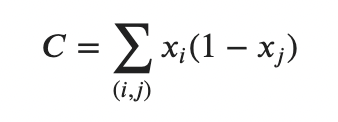 C = ∑ xᵢ(1 − xⱼ)
(i,j)